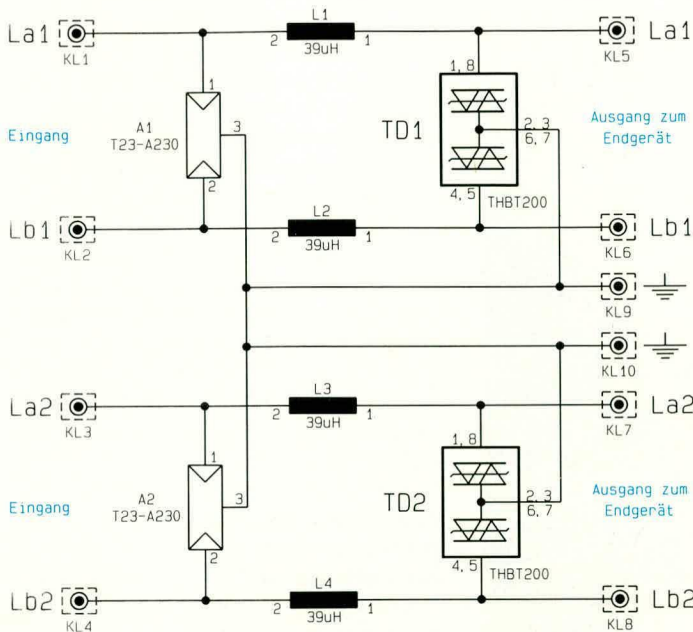 La1
KL1
L1
2
39uH
1
KL5
La1
1
A1
T23-A230
3
2
Eingang
1, 8
TD1
2, 3
6, 7
4, 5
THBT200
Ausgang zum
Endgerät
Lb1
KL2
L2
2
39uH
1
KL6
Lb1
KL9
KL10
La2
KL3
L3
2
39uH
1
KL7
La2
1
A2
T23-A230
3
2
Eingang
1, 8
TD2
2, 3
6, 7
4, 5
THBT200
Ausgang zum
Endgerät
Lb2
KL4
L4
2
39uH
1
KL8
Lb2